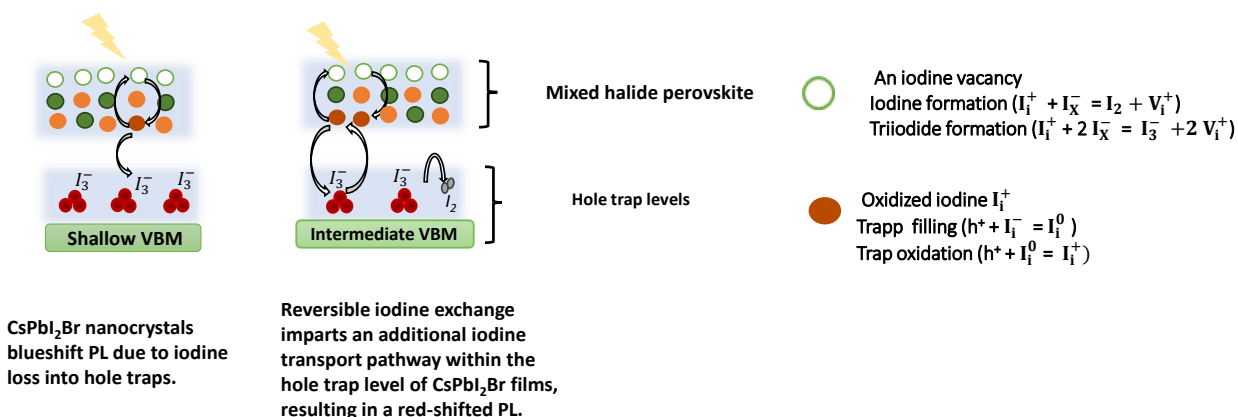 Mixed halide perovskite
An iodine vacancy
Iodine formation (I_i^+ + I_X^- = I_2 + V_i^+)
Triiodide formation (I_i^+ + 2 I_X^- = I_3^- +2 V_i^+)
I_3^- I_3^- I_3^-
Shallow VBM
I_3^- I_3^- I_2
Intermediate VBM
Hole trap levels
Oxidized iodine I_i^+
Trapp filling (h^+ + I_i^- = I_i^0 )
Trap oxidation (h^+ + I_i^0 = I_i^+)
CsPbI_2Br nanocrystals
blueshift PL due to iodine
loss into hole traps.
Reversible iodine exchange
imparts an additional iodine
transport pathway within the
hole trap level of CsPbI_2Br films,
resulting in a red-shifted PL.